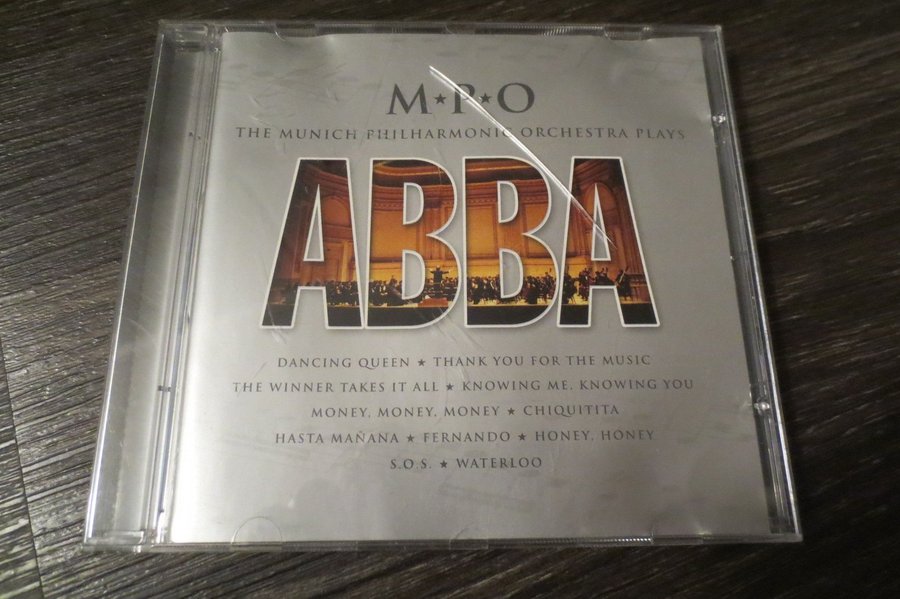 M★P★O
THE MUNICH PHILHARMONIC ORCHESTRA PLAYS
ABBA
DANCING QUEEN ★ THANK YOU FOR THE MUSIC
THE WINNER TAKES IT ALL ★ KNOWING ME, KNOWING YOU
MONEY, MONEY, MONEY ★ CHIQUITITA
HASTA MAÑANA ★ FERNANDO ★ HONEY, HONEY
S.O.S. ★ WATERLOO